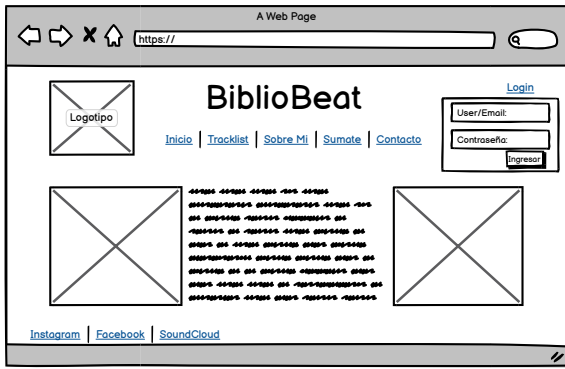 A Web Page
https://
Logotipo
BiblioBeat
Inicio Tracklist Sobre Mi Sumate Contacto
Login
User/Email:
Contraseña:
Ingresar
Instagram Facebook SoundCloud